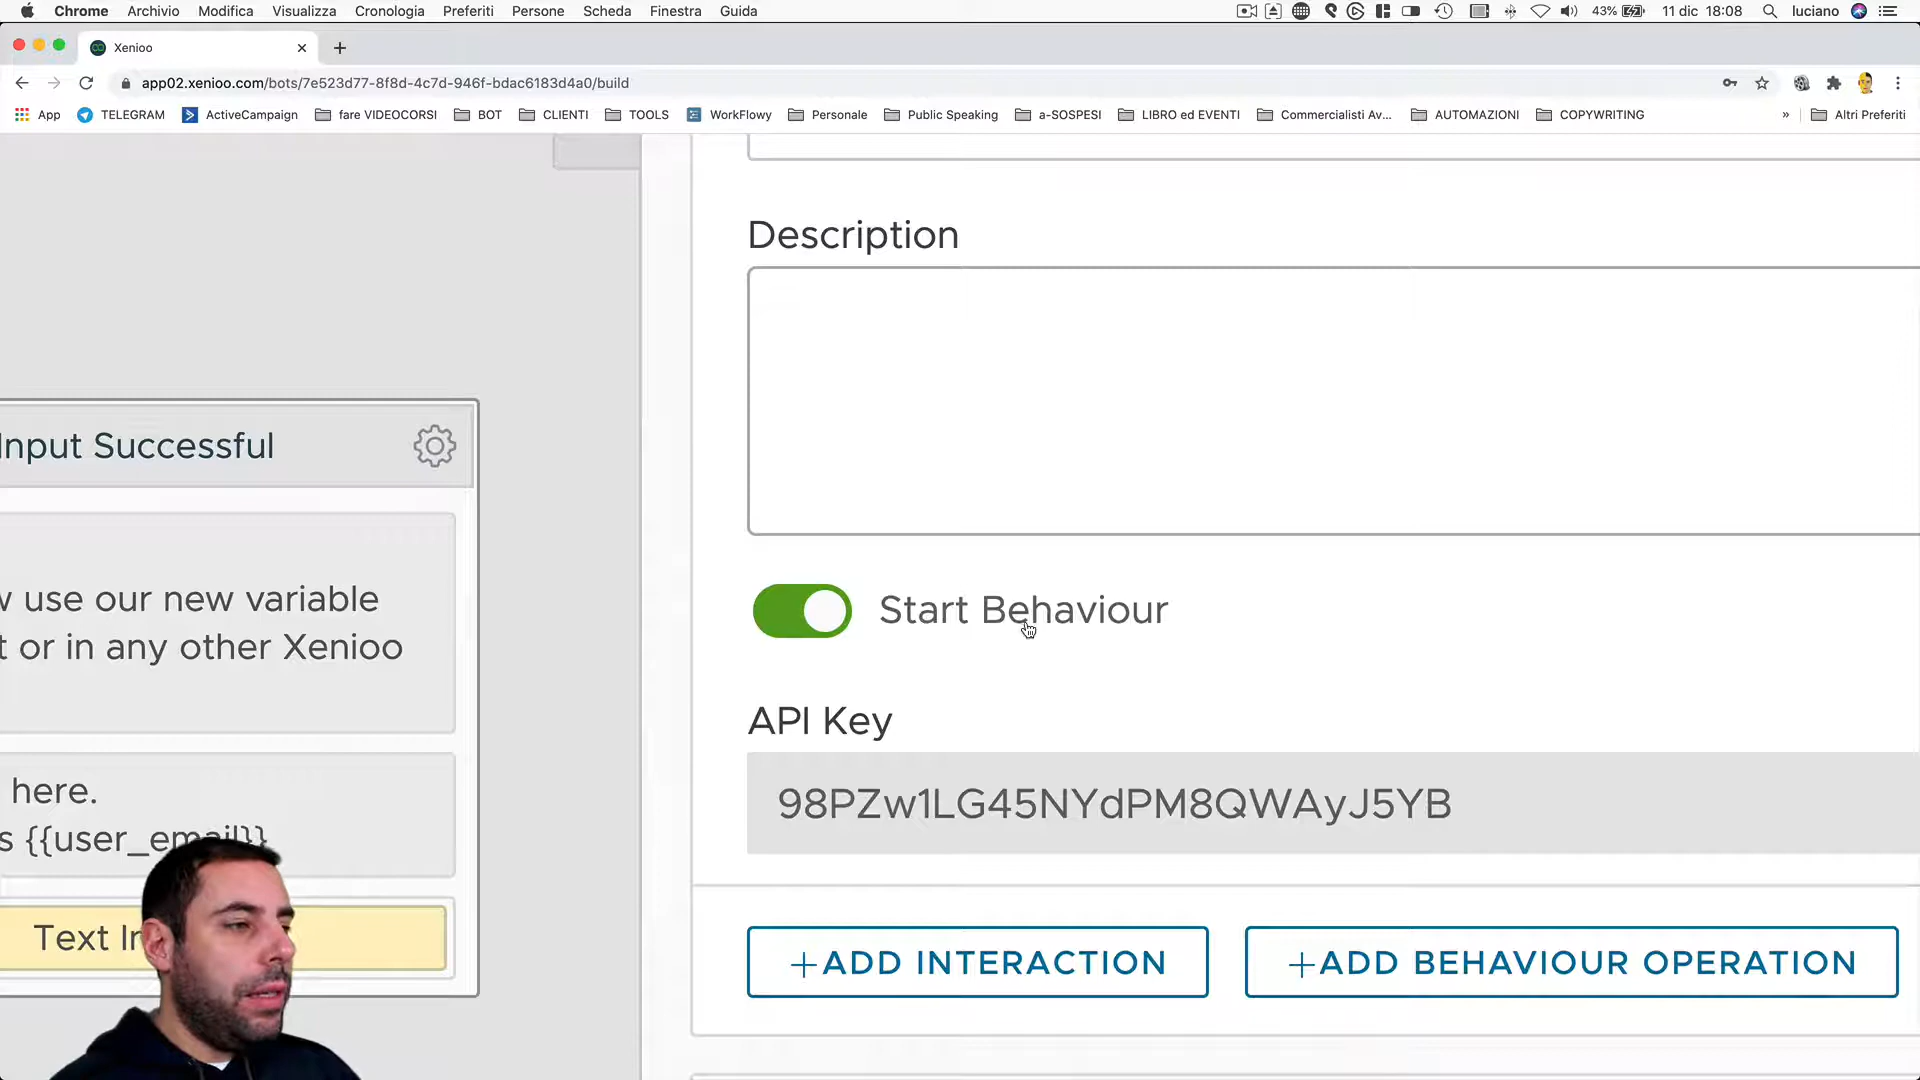 Chrome Archivio Modifica Visualizza Cronologia Preferiti Persone Scheda Finestra Guida 43% 11 dic 18:08 luciano
Xenioo
app02.xenioo.com/bots/7e523d77-8f8d-4c7d-946f-bdac6183d4a0/build
App TELEGRAM ActiveCampaign fare VIDEOCORSI BOT CLIENTI TOOLS WorkFlowy Personale Public Speaking a-SOSPESI LIBRO ed EVENTI Commercialisti Av... AUTOMAZIONI COPYWRITING » Altri Preferiti
Description
Input Successful
use our new variable
t or in any other Xenioo
Start Behaviour
API Key
98PZw1LG45NYdPM8QWAyJ5YB
here.
s {{user_email}}
Text In
+ADD INTERACTION
+ADD BEHAVIOUR OPERATION